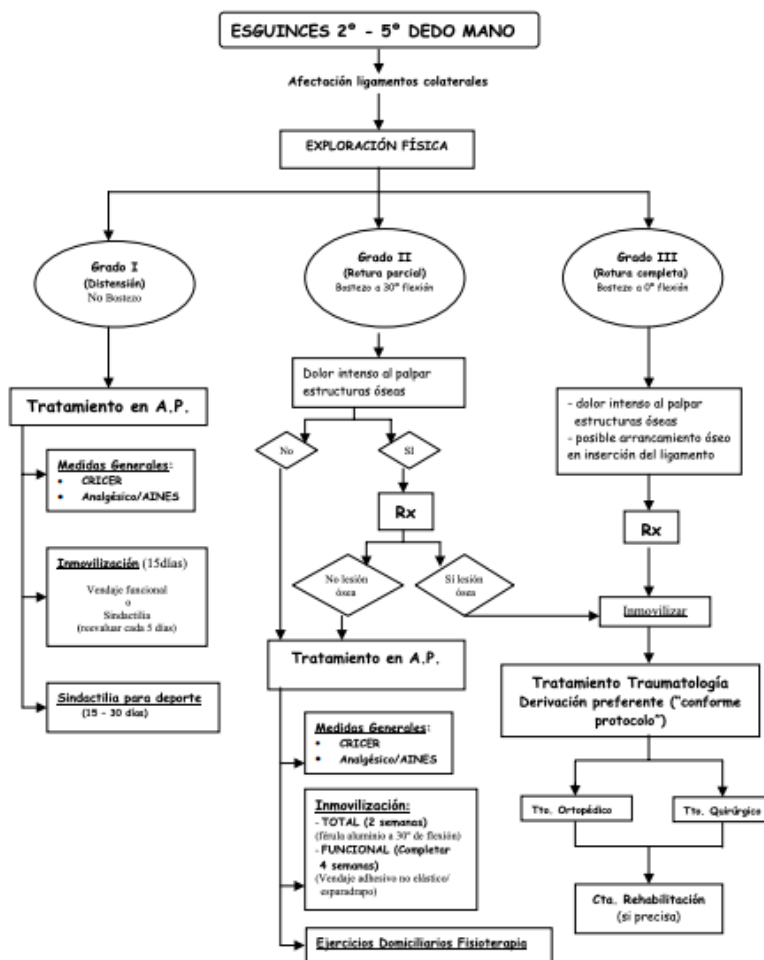 ESGUINCES 2º - 5º DEDO MANO
Afectación ligamentos colaterales
EXPLORACIÓN FÍSICA
Grado I
(Distensión)
No Bostezo
Grado II
(Rotura parcial)
Bostezo a 30º flexión
Grado III
(Rotura completa)
Bostezo a 0º flexión
Tratamiento en A.P.
Medidas Generales:
• CRICER
• Analgésico/AINES
Inmovilización (15días)
Vendaje funcional
o
Sindactilia
(reevaluar cada 5 días)
Sindactilia para deporte
(15 - 30 días)
Dolor intenso al palpar
estructuras óseas
No
SI
Rx
No lesión
ósea
Sí lesión
ósea
Tratamiento en A.P.
Medidas Generales:
• CRICER
• Analgésico/AINES
Inmovilización:
- TOTAL (2 semanas)
(férula aluminio a 30º de flexión)
- FUNCIONAL (Completar
4 semanas)
(Vendaje adhesivo no elástico/
esparadrapo)
Ejercicios Domiciliarios Fisioterapia
- dolor intenso al palpar
estructuras óseas
- posible arrancamiento óseo
en inserción del ligamento
Rx
Inmovilizar
Tratamiento Traumatología
Derivación preferente ("conforme
protocolo")
Tto. Ortopédico
Tto. Quirúrgico
Cta. Rehabilitación
(si precisa)